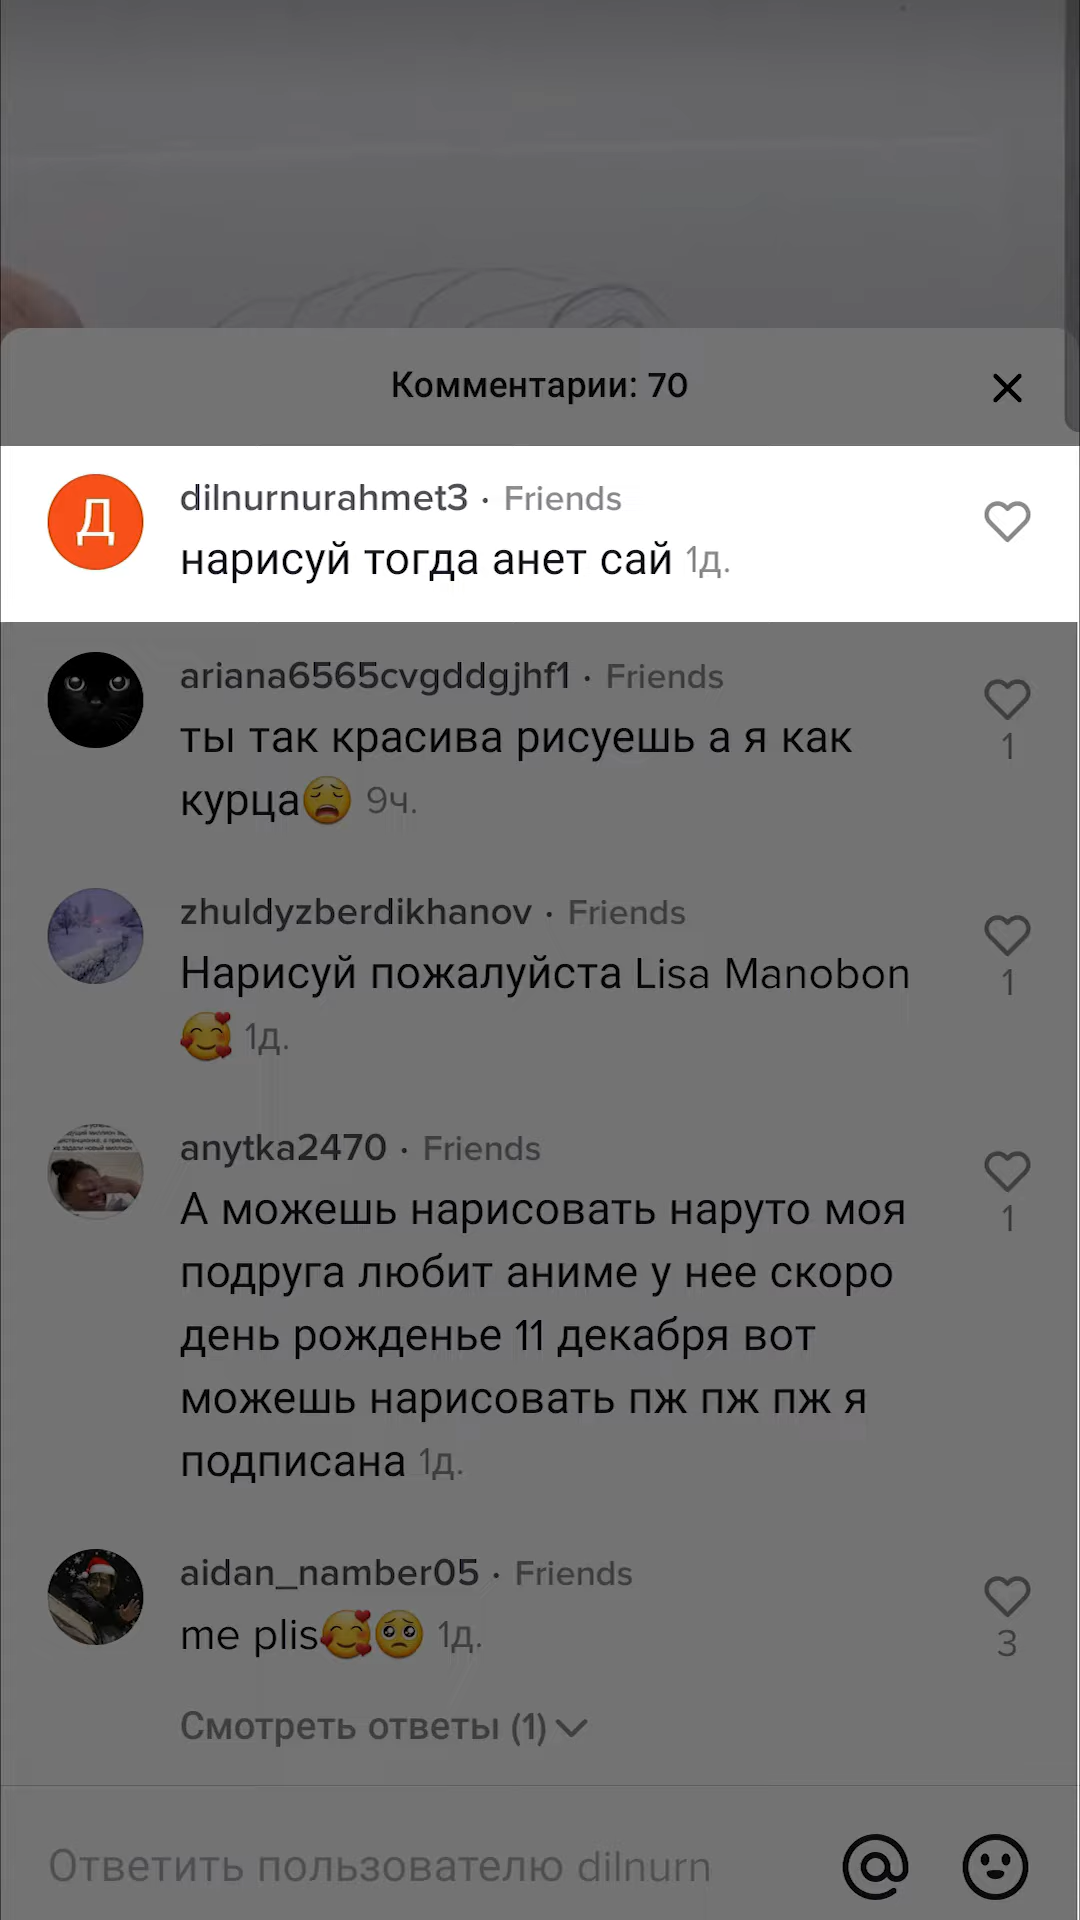 Комментарии: 70
Д
dilnurnurahmet3 · Friends
нарисуй тогда анет сай 1д.
ariana6565cvgddgjhf1 · Friends
ты так красива рисуешь а я как
курца😩 9ч.
1
zhuldyzberdikhanov · Friends
Нарисуй пожалуйста Lisa Manobon
🥰 1д.
1
anytka2470 · Friends
А можешь нарисовать наруто моя
подруга любит аниме у нее скоро
день рожденье 11 декабря вот
можешь нарисовать пж пж пж я
подписана 1д.
1
aidan_namber05 · Friends
me plis🥰🥺 1д.
3
Смотреть ответы (1)
Ответить пользователю dilnurn